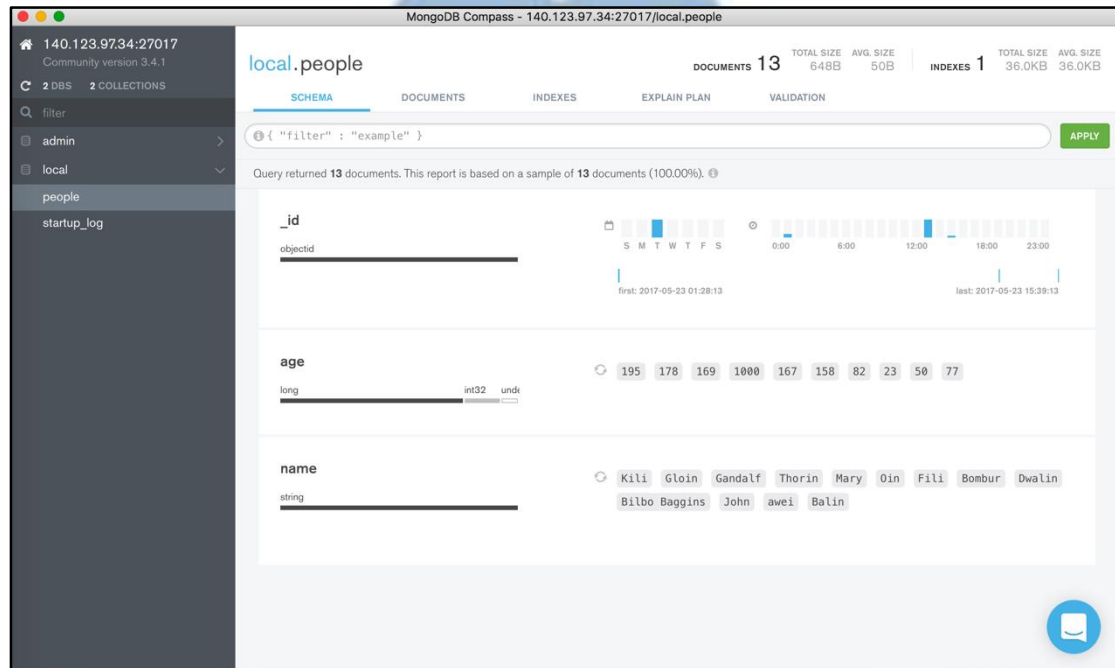 MongoDB Compass - 140.123.97.34:27017/local.people
140.123.97.34:27017
Community version 3.4.1
2 DBS 2 COLLECTIONS
filter
admin
local
people
startup_log
local.people
DOCUMENTS 13 TOTAL SIZE 648B AVG. SIZE 50B INDEXES 1 TOTAL SIZE 36.0KB AVG. SIZE 36.0KB
SCHEMA DOCUMENTS INDEXES EXPLAIN PLAN VALIDATION
{ "filter" : "example" } APPLY
Query returned 13 documents. This report is based on a sample of 13 documents (100.00%).
_id
objectid
S M T W T F S 0:00 6:00 12:00 18:00 23:00
first: 2017-05-23 01:28:13 last: 2017-05-23 15:39:13
age
long int32 unde
195 178 169 1000 167 158 82 23 50 77
name
string
Kili Gloin Gandalf Thorin Mary Oin Fili Bombur Dwalin
Bilbo Baggins John awei Balin